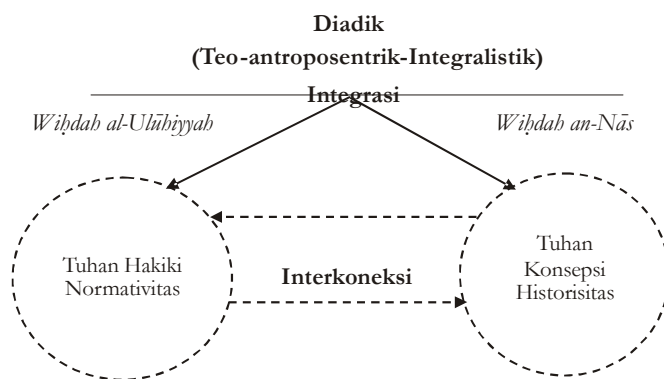 Diadik
(Teo-antroposentrik-Integralistik)
Integrasi
Wiḥdah al-Ulūhiyyah
Wiḥdah an-Nās
Tuhan Hakiki
Normativitas
Interkoneksi
Tuhan
Konsepsi
Historisitas